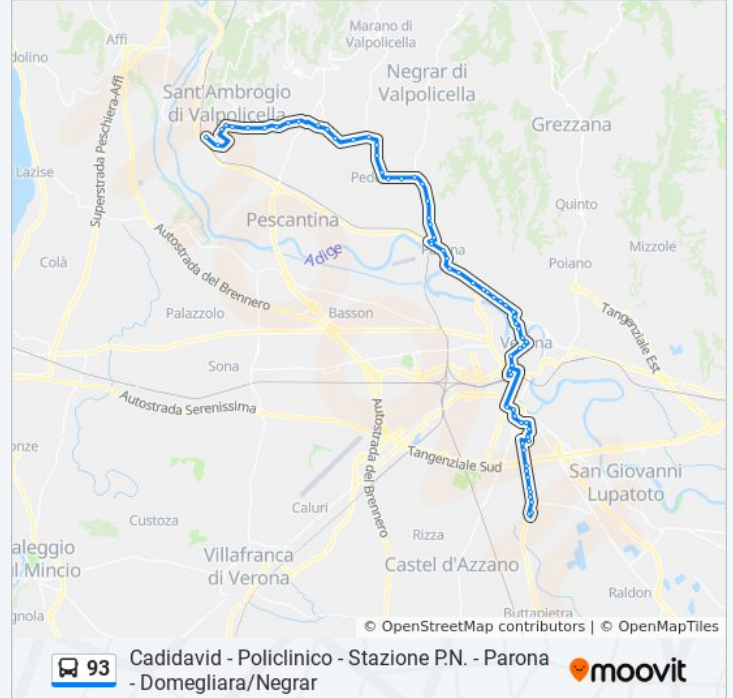 Affi
Marano di
Valpolicella
dolino
Negrar di
Valpolicella
Sant'Ambrogio
di Valpolicella
Grezzana
Superstrada Peschiera-Affi
Lazise
Quinto
Pescantina
Adige
Mizzole
Colà
Poiano
Autostrada del Brennero
Palazzolo
Basson
Tangenziale Est
Sona
Autostrada Serenissima
Autostrada del Brennero
Tangenziale Sud
San Giovanni
Lupatoto
Caluri
Custoza
Rizza
aleggio
l Mincio
Villafranca
di Verona
Castel d'Azzano
Raldon
gnola
Buttapietra
© OpenStreetMap contributors | © OpenMapTiles
93
Cadidavid - Policlinico - Stazione P.N. - Parona
- Domegliara/Negrar
moovit